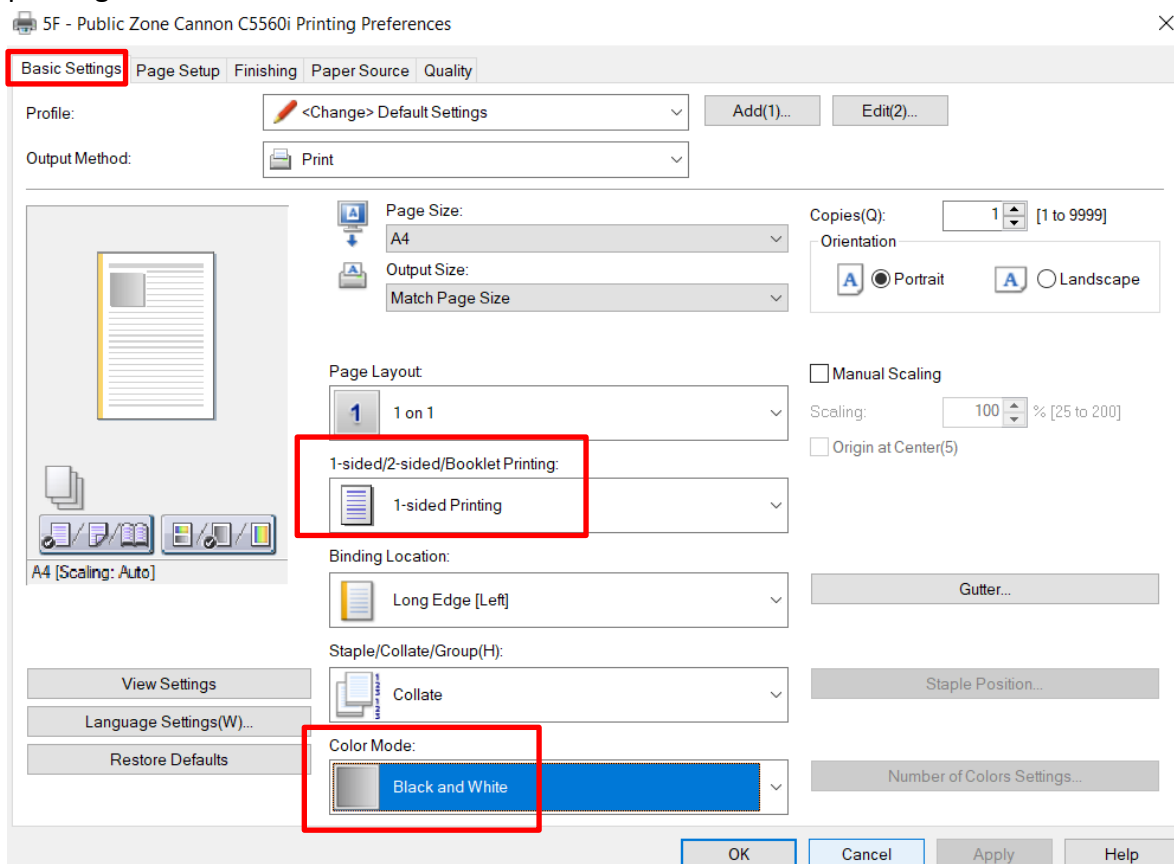 5F - Public Zone Cannon C5560i Printing Preferences
Basic Settings Page Setup Finishing Paper Source Quality
Profile: <Change> Default Settings Add(1)... Edit(2)...
Output Method: Print
Page Size:
A4
Output Size:
Match Page Size
Copies(Q): 1 [1 to 9999]
Orientation
A Portrait A Landscape
Page Layout:
1 1 on 1
Manual Scaling
Scaling: 100 % [25 to 200]
Origin at Center(5)
1-sided/2-sided/Booklet Printing:
1-sided Printing
A4 [Scaling: Auto]
Binding Location:
Long Edge [Left]
Gutter...
Staple/Collate/Group(H):
Collate
Staple Position...
View Settings
Language Settings(W)...
Restore Defaults
Color Mode:
Black and White
Number of Colors Settings...
OK Cancel Apply Help